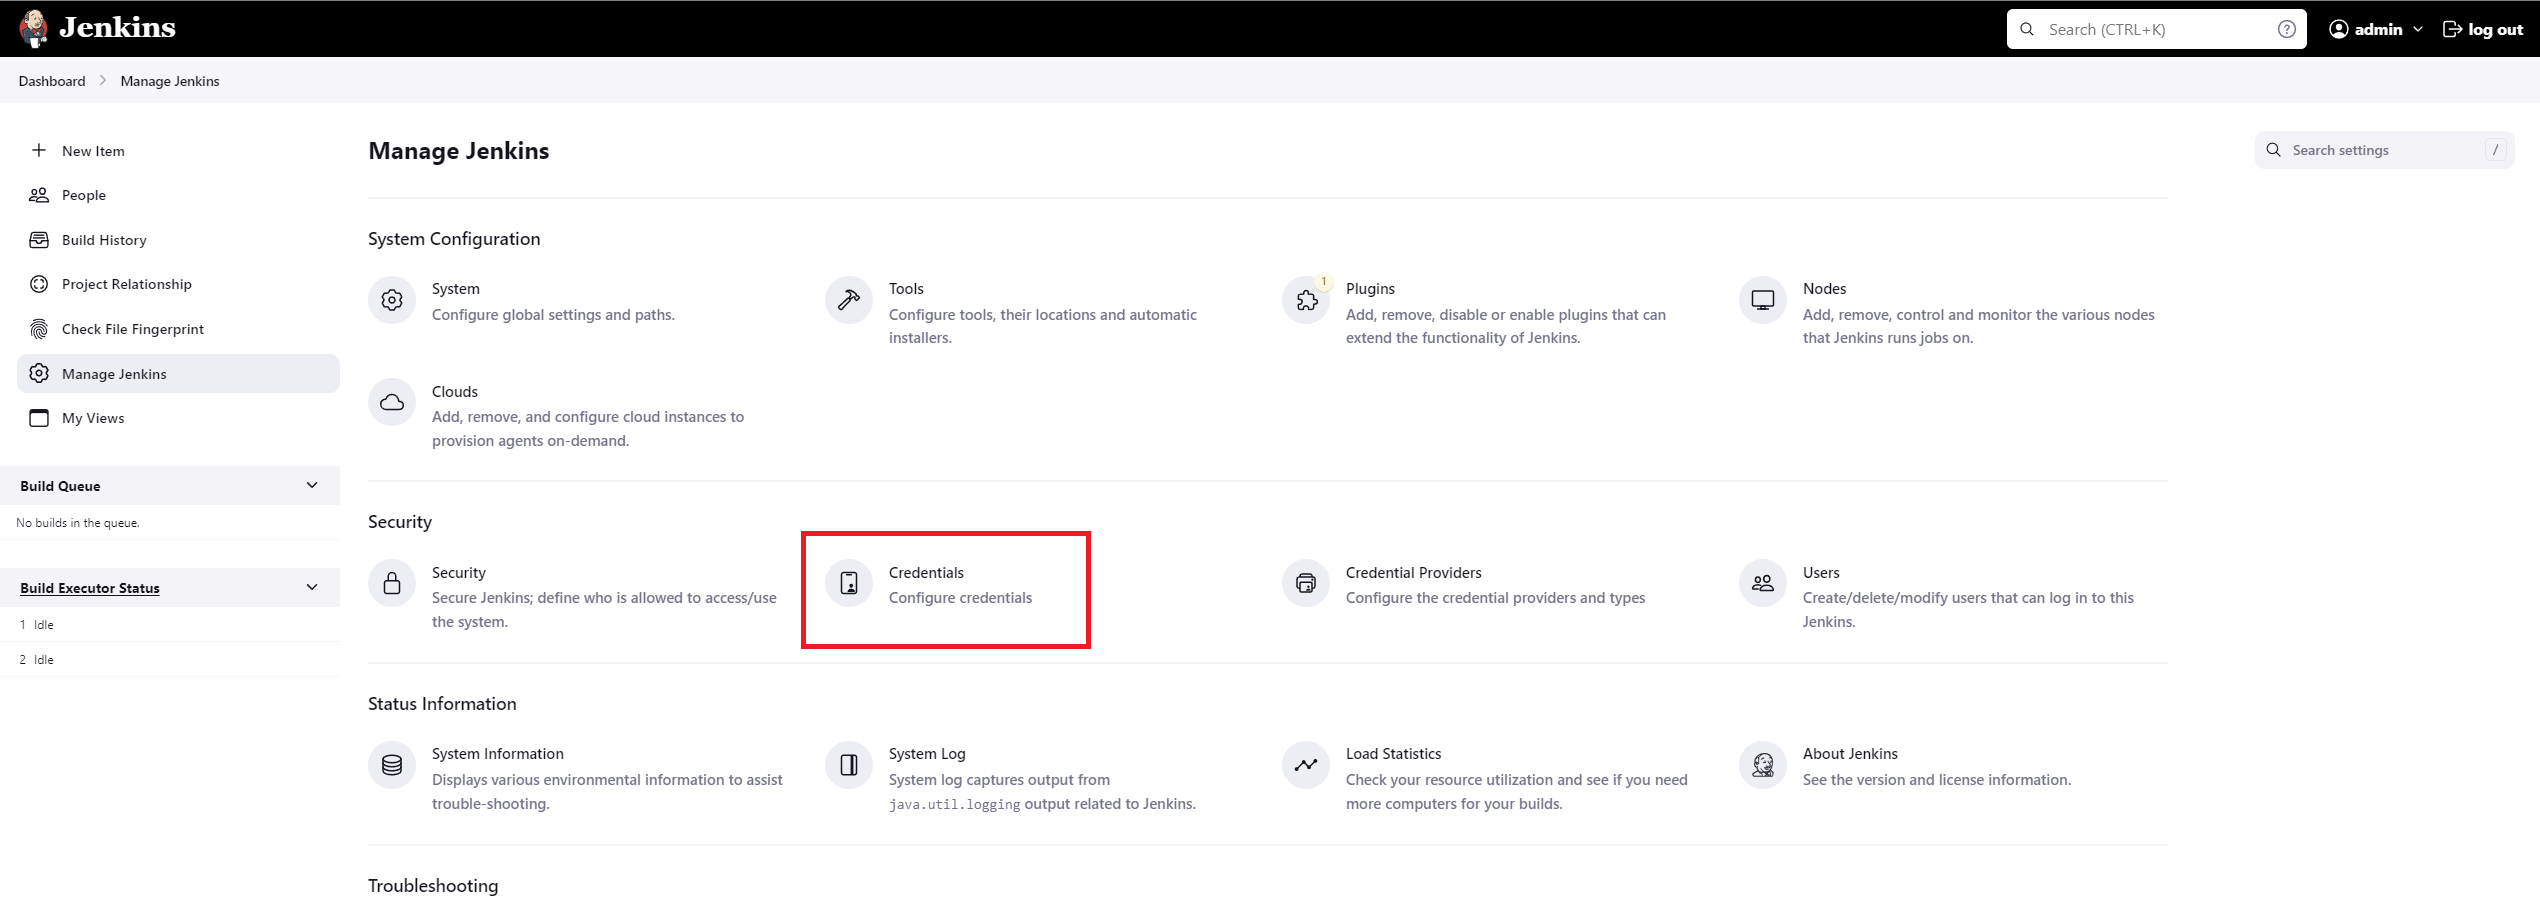 Jenkins
Search (CTRL+K)
?
admin
log out
Dashboard
Manage Jenkins
New Item
People
Build History
Project Relationship
Check File Fingerprint
Manage Jenkins
My Views
Build Queue
No builds in the queue.
Build Executor Status
1 Idle
2 Idle
Manage Jenkins
Search settings
/
System Configuration
System
Configure global settings and paths.
Tools
Configure tools, their locations and automatic
installers.
1
Plugins
Add, remove, disable or enable plugins that can
extend the functionality of Jenkins.
Nodes
Add, remove, control and monitor the various nodes
that Jenkins runs jobs on.
Clouds
Add, remove, and configure cloud instances to
provision agents on-demand.
Security
Security
Secure Jenkins; define who is allowed to access/use
the system.
Credentials
Configure credentials
Credential Providers
Configure the credential providers and types
Users
Create/delete/modify users that can log in to this
Jenkins.
Status Information
System Information
Displays various environmental information to assist
trouble-shooting.
System Log
System log captures output from
java.util.logging output related to Jenkins.
Load Statistics
Check your resource utilization and see if you need
more computers for your builds.
About Jenkins
See the version and license information.
Troubleshooting